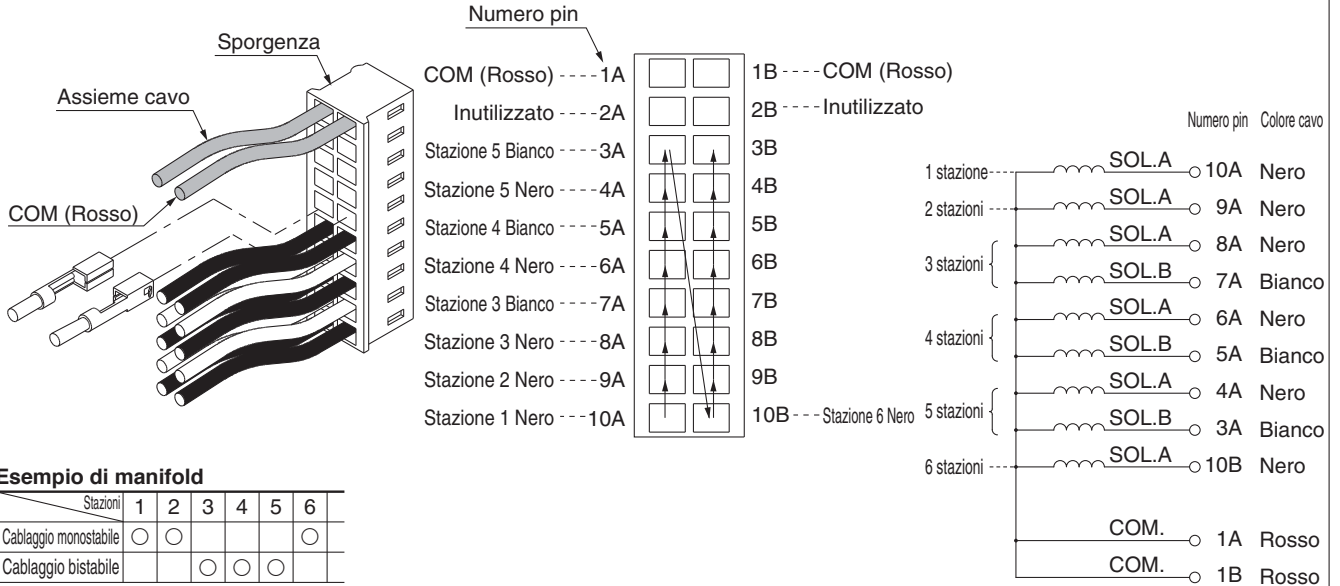 Numero pin
Sporgenza
Assieme cavo
COM (Rosso)
COM (Rosso) 1A 1B COM (Rosso)
Inutilizzato 2A 2B Inutilizzato
Stazione 5 Bianco 3A 3B
Stazione 5 Nero 4A 4B
Stazione 4 Bianco 5A 5B
Stazione 4 Nero 6A 6B
Stazione 3 Bianco 7A 7B
Stazione 3 Nero 8A 8B
Stazione 2 Nero 9A 9B
Stazione 1 Nero 10A 10B Stazione 6 Nero
Numero pin Colore cavo
1 stazione SOL.A 10A Nero
2 stazioni SOL.A 9A Nero
3 stazioni SOL.A 8A Nero
SOL.B 7A Bianco
4 stazioni SOL.A 6A Nero
SOL.B 5A Bianco
5 stazioni SOL.A 4A Nero
SOL.B 3A Bianco
6 stazioni SOL.A 10B Nero
COM. 1A Rosso
COM. 1B Rosso
Esempio di manifold
Stazioni 1 2 3 4 5 6
Cablaggio monostabile ○ ○ ○
Cablaggio bistabile ○ ○ ○